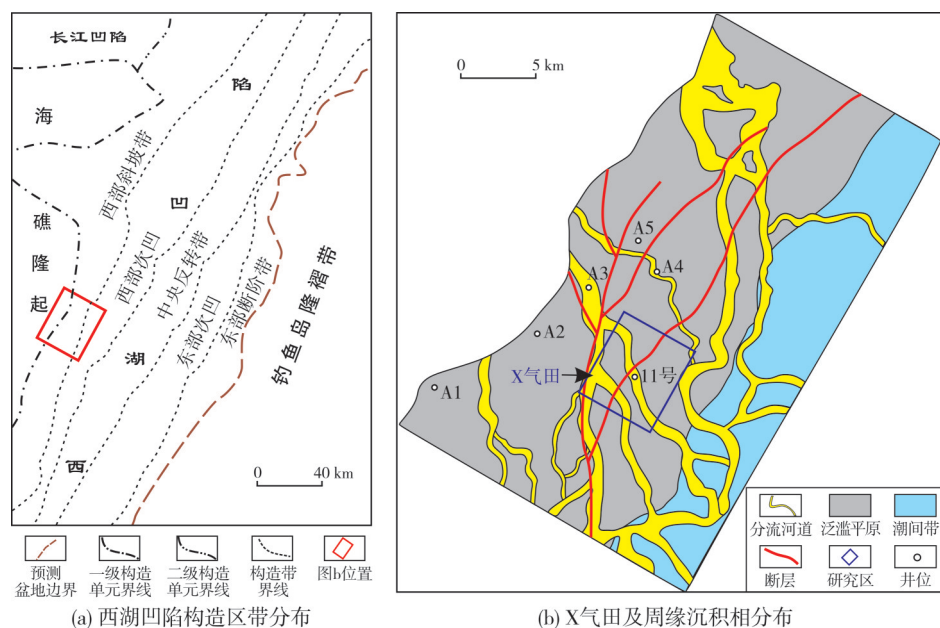 长江凹陷
海
礁
隆
起
陷
凹
湖
西
西部斜坡带
西部次凹
中央反转带
东部次凹
东部断阶带
钓鱼岛隆褶带
0 40 km
预测
盆地边界
一级构造
单元界线
二级构造
单元界线
构造带
界线
图b位置
(a) 西湖凹陷构造区带分布
0 5 km
A5
A4
A3
A2
A1
X气田
11号
分流河道
泛滥平原
潮间带
断层
研究区
井位
(b) X气田及周缘沉积相分布